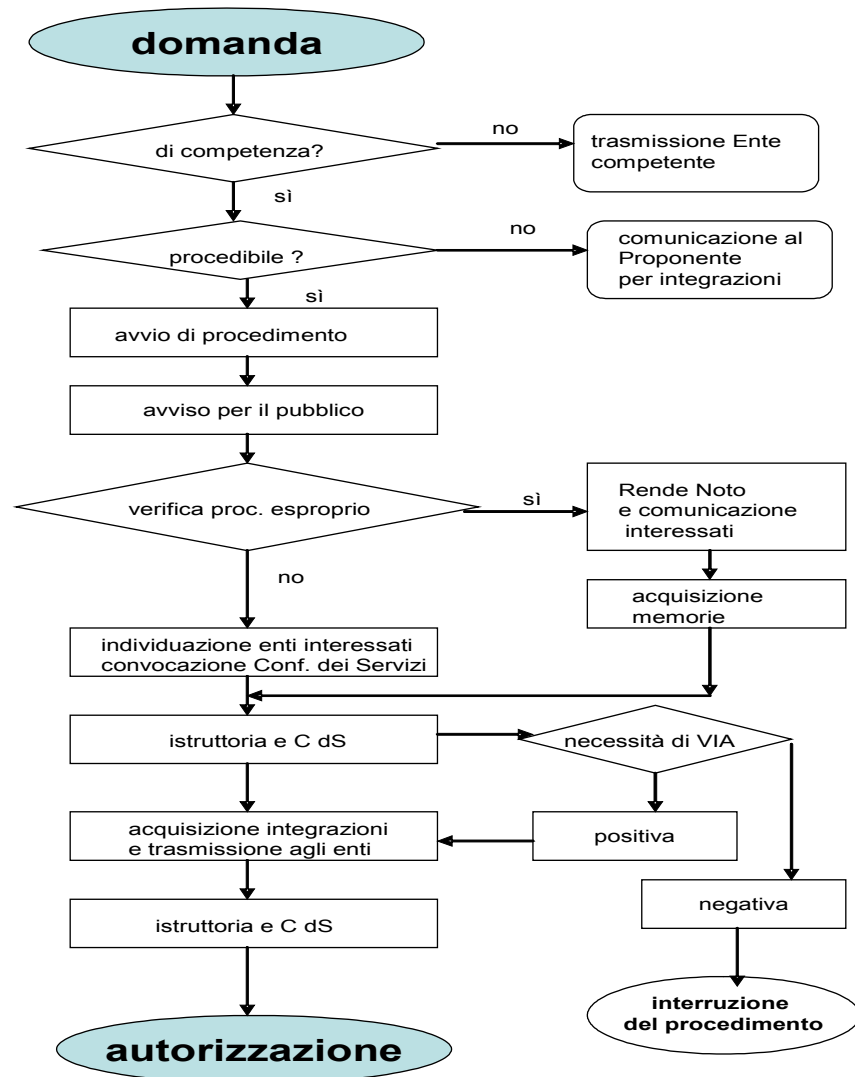 domanda
di competenza?
no
trasmissione Ente
competente
sì
procedibile ?
no
comunicazione al
Proponente
per integrazioni
sì
avvio di procedimento
avviso per il pubblico
verifica proc. esproprio
sì
Rende Noto
e comunicazione
interessati
no
acquisizione
memorie
individuazione enti interessati
convocazione Conf. dei Servizi
istruttoria e C dS
necessità di VIA
acquisizione integrazioni
e trasmissione agli enti
positiva
istruttoria e C dS
negativa
interruzione
del procedimento
autorizzazione